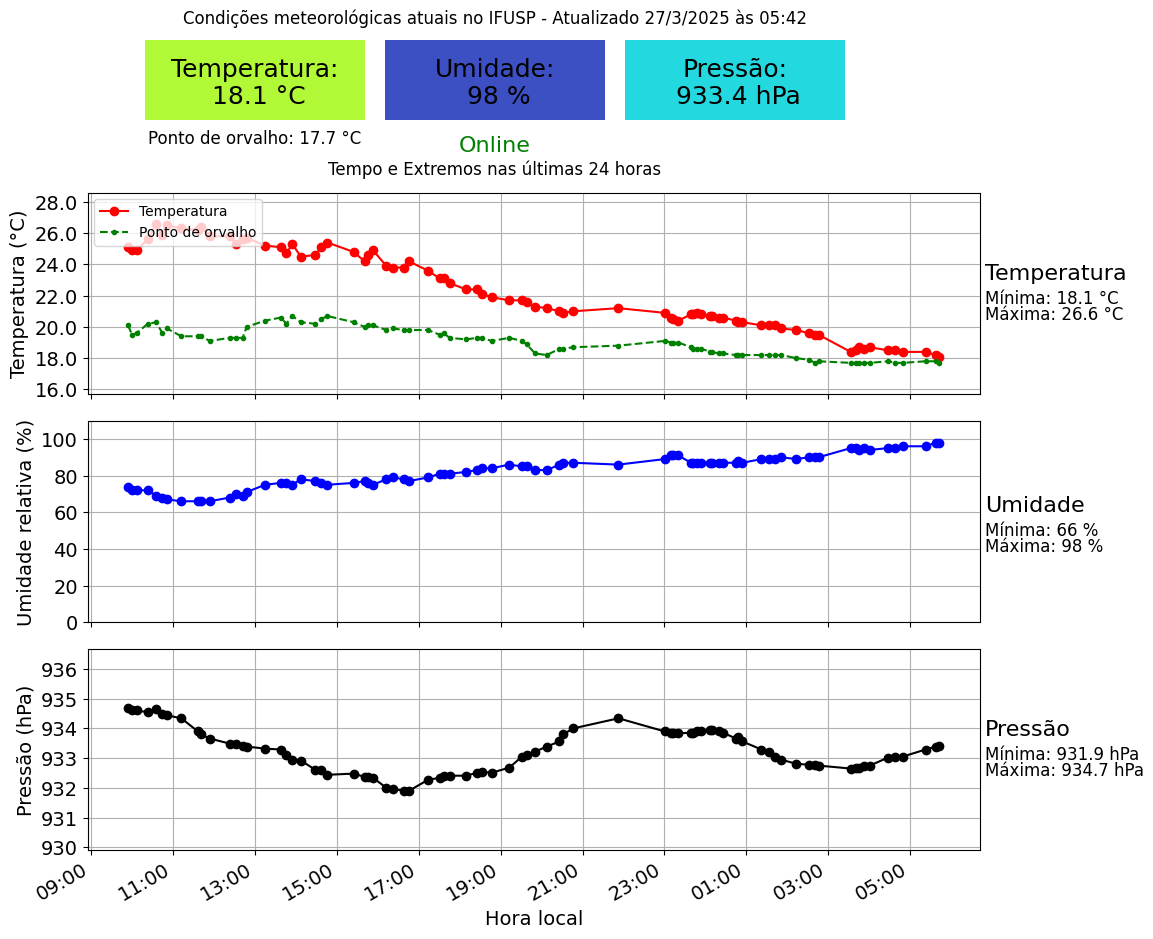 Condições meteorológicas atuais no IFUSP - Atualizado 27/3/2025 às 05:42
Temperatura:
18.1 °C
Umidade:
98 %
Pressão:
933.4 hPa
Ponto de orvalho: 17.7 °C
Online
Tempo e Extremos nas últimas 24 horas
Temperatura (°C)
28.0
26.0
24.0
22.0
20.0
18.0
16.0
Temperatura
Ponto de orvalho
Temperatura
Mínima: 18.1 °C
Máxima: 26.6 °C
Umidade relativa (%)
100
80
60
40
20
0
Umidade
Mínima: 66 %
Máxima: 98 %
Pressão (hPa)
936
935
934
933
932
931
930
Pressão
Mínima: 931.9 hPa
Máxima: 934.7 hPa
09:00
11:00
13:00
15:00
17:00
19:00
21:00
23:00
01:00
03:00
05:00
Hora local